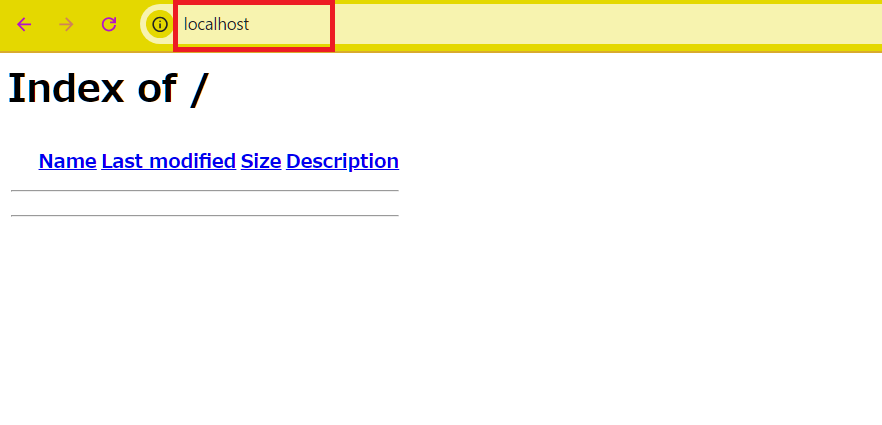 localhost
Index of /
Name Last modified Size Description